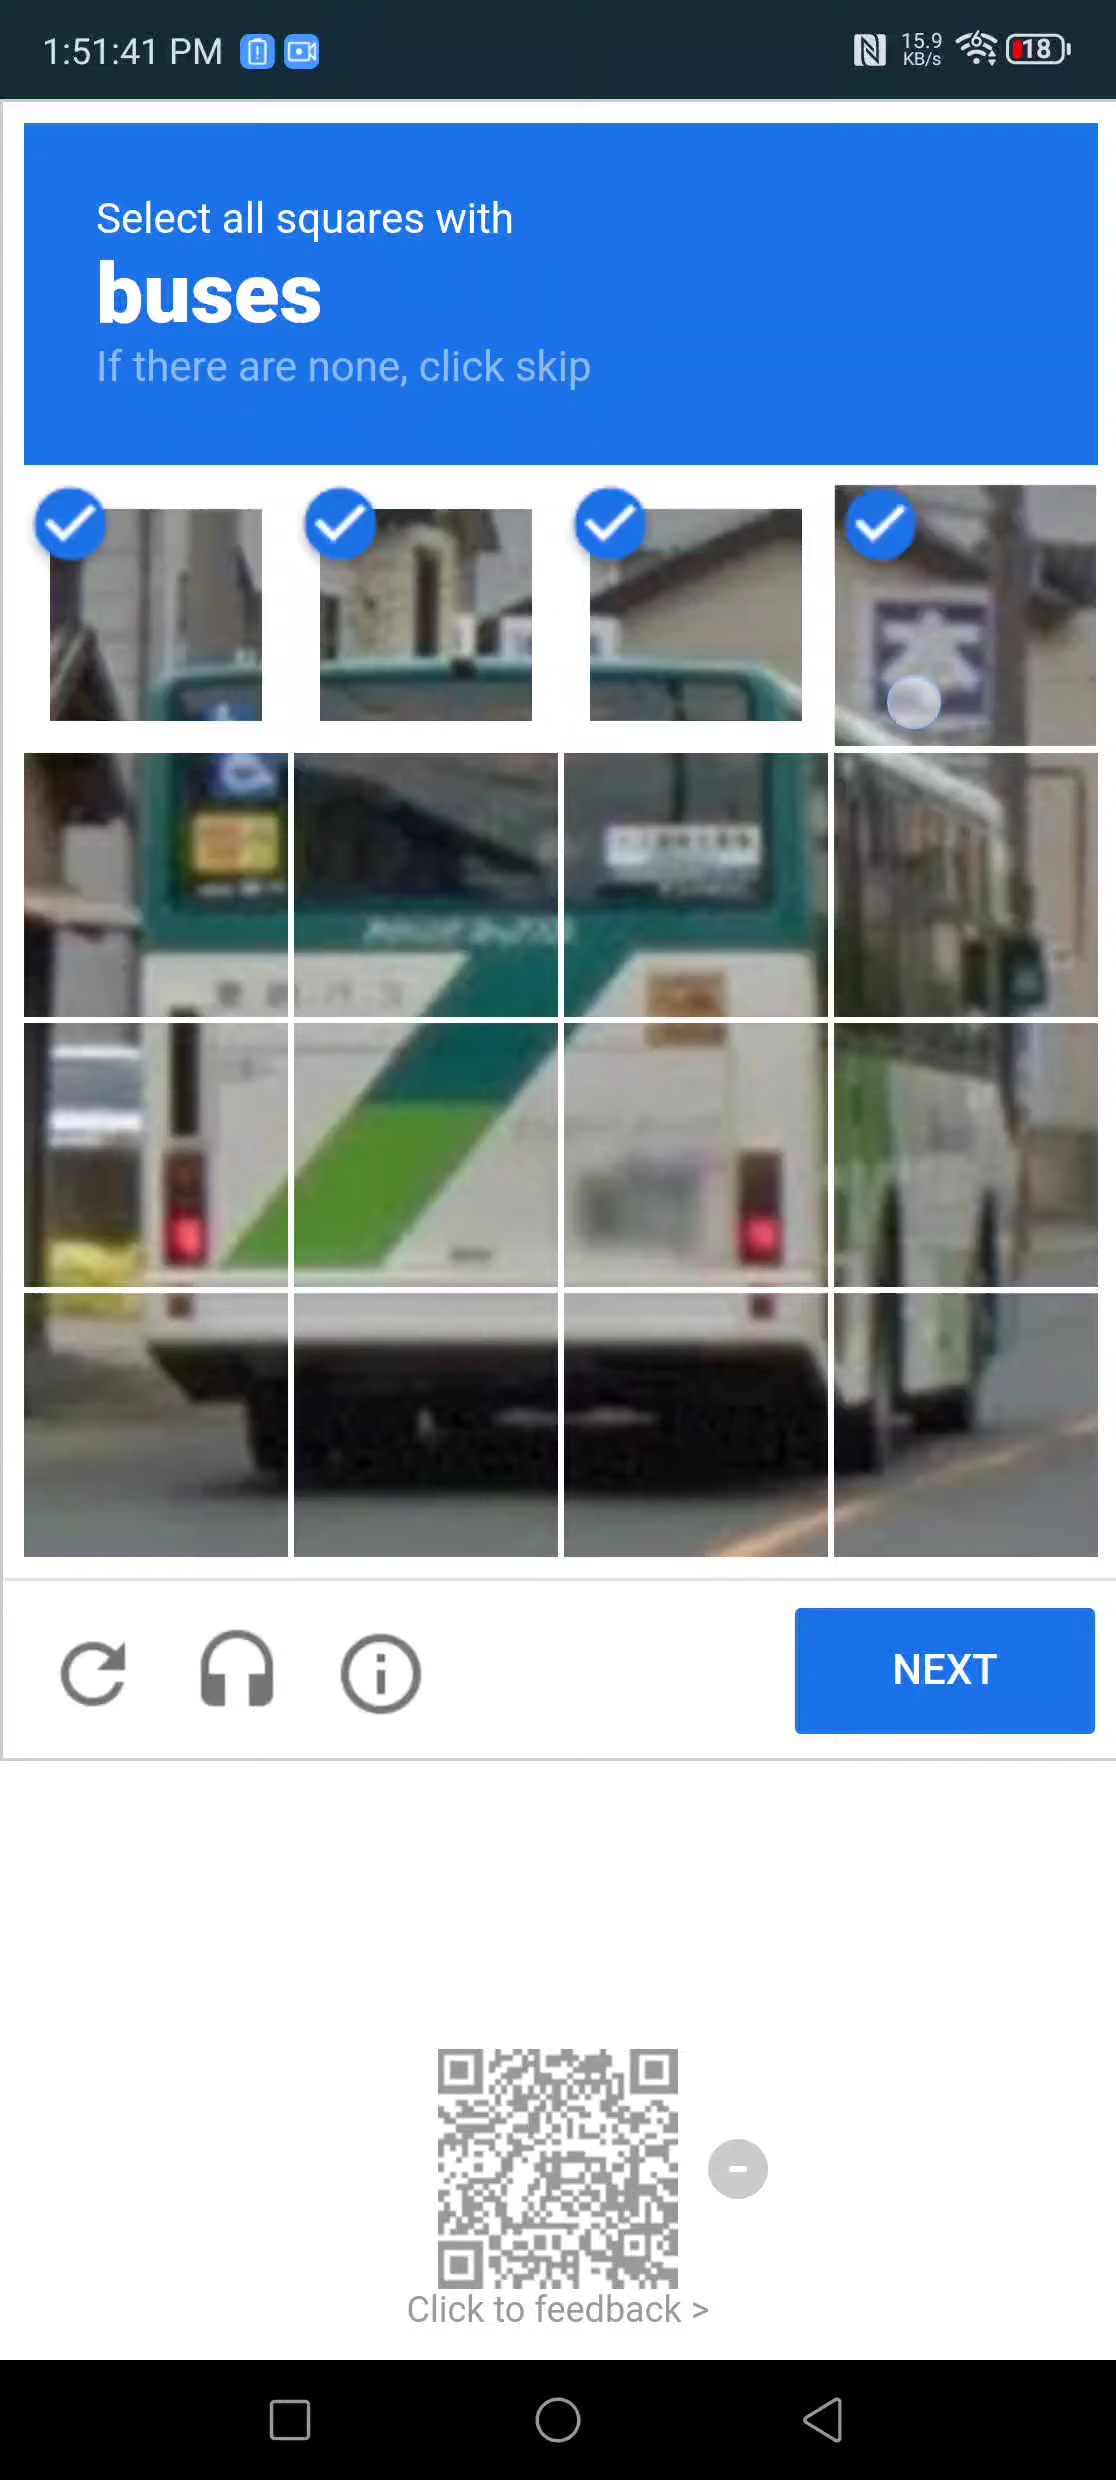 1:51:41 PM
15.9
KB/s
6
18
Select all squares with
buses
If there are none, click skip
NEXT
Click to feedback >